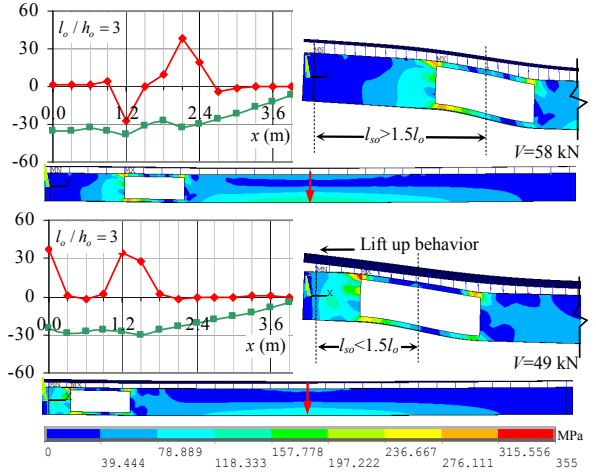 60
l_o / h_o = 3
30
0
0.0 1.2 2.4 3.6
-30
x (m)
-60
MN
MX
X
l_so>1.5l_o
V=58 kN
MN
MX
X
60
l_o / h_o = 3
30
0
0.0 1.2 2.4 3.6
-30
x (m)
-60
Lift up behavior
MN
MX
X
l_so<1.5l_o
V=49 kN
MN MX
X
MPa
0 78.889 157.778 236.667 315.556
39.444 118.333 197.222 276.111 355